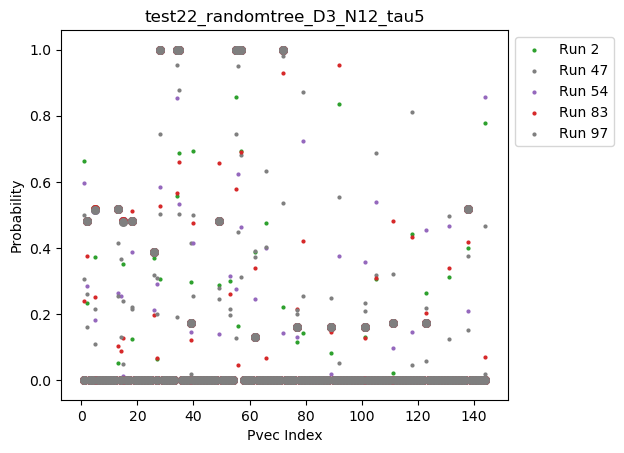 test22_randomtree_D3_N12_tau5
1.0
0.8
0.6
0.4
0.2
0.0
Probability
0 20 40 60 80 100 120 140
Pvec Index
Run 2
Run 47
Run 54
Run 83
Run 97